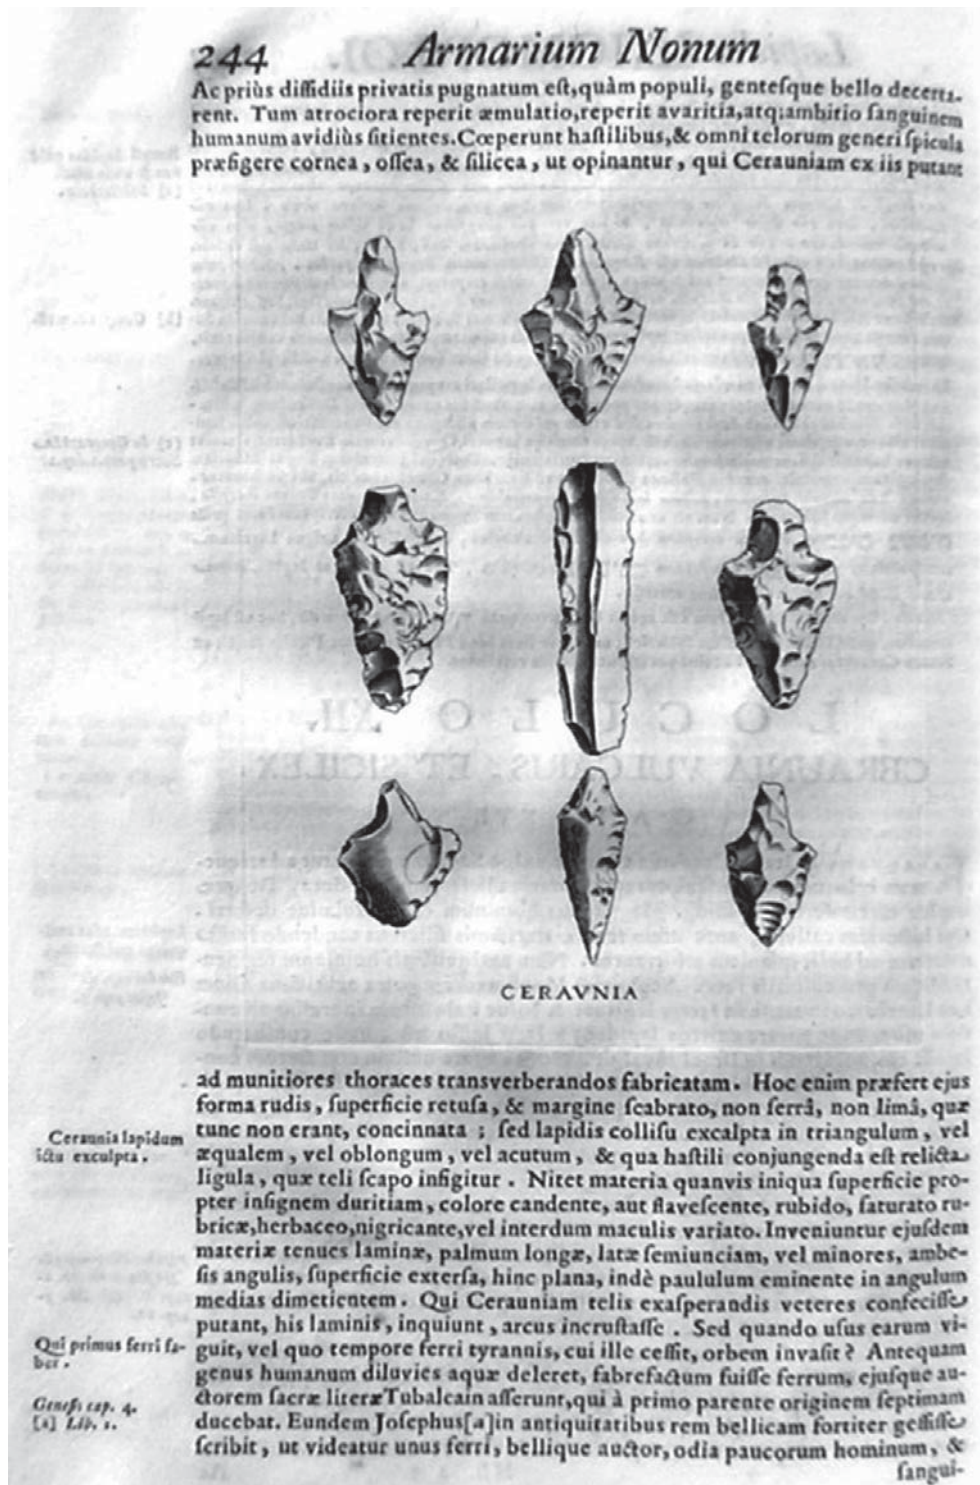 244 Armarium Nonum
Ac priùs diſſidiis privatis pugnatum eſt, quàm populi, genteſque bello decerta-
rent. Tum atrociora reperit æmulatio, reperit avaritia, atq; ambitio ſanguinem
humanum avidiùs ſitientes. Cœperunt haſtilibus, & omni telorum generi ſpicula
præfigere cornea, oſſea, & ſilicea, ut opinantur, qui Cerauniam ex iis putant
CERAVNIA
ad munitiores thoraces transverberandos fabricatam. Hoc enim præfert ejus
forma rudis, ſuperficie retuſa, & margine ſcabrato, non ſerrâ, non limâ, quæ
Ceraunia lapidum
ictu exculpta.
tunc non erant, concinnata; ſed lapidis colliſu excalpta in triangulum, vel
æqualem, vel oblongum, vel acutum, & qua haſtili conjungenda eſt relicta
ligula, quæ teli ſcapo infigitur. Nitet materia quanvis iniqua ſuperficie pro-
pter inſignem duritiam, colore candente, aut flaveſcente, rubido, ſaturato ru-
bricæ, herbaceo, nigricante, vel interdum maculis variato. Inveniuntur ejuſdem
materiæ tenues laminæ, palmum longæ, latæ ſemiunciam, vel minores, ambe-
ſis angulis, ſuperficie exterſa, hinc plana, indè paululum eminente in angulum
medias dimetientem. Qui Cerauniam telis exaſperandis veteres confeciſſe
putant, his laminis, inquiunt, arcus incruſtaſſe. Sed quando uſus earum vi-
Qui primus ferri fa-
ber.
guit, vel quo tempore ferri tyrannis, cui ille ceſſit, orbem invaſit? Antequam
genus humanum diluvies aquæ deleret, fabrefactum fuiſſe ferrum, ejuſque au-
Geneſ. cap. 4.
[a] Lib. 1.
ctorem ſacræ literæ Tubalcain aſſerunt, qui à primo parente originem ſeptimam
ducebat. Eundem Joſephus [a] in antiquitatibus rem bellicam fortiter geſſiſſe
ſcribit, ut videatur unus ferri, bellique auctor, odia paucorum hominum, &
ſangui-